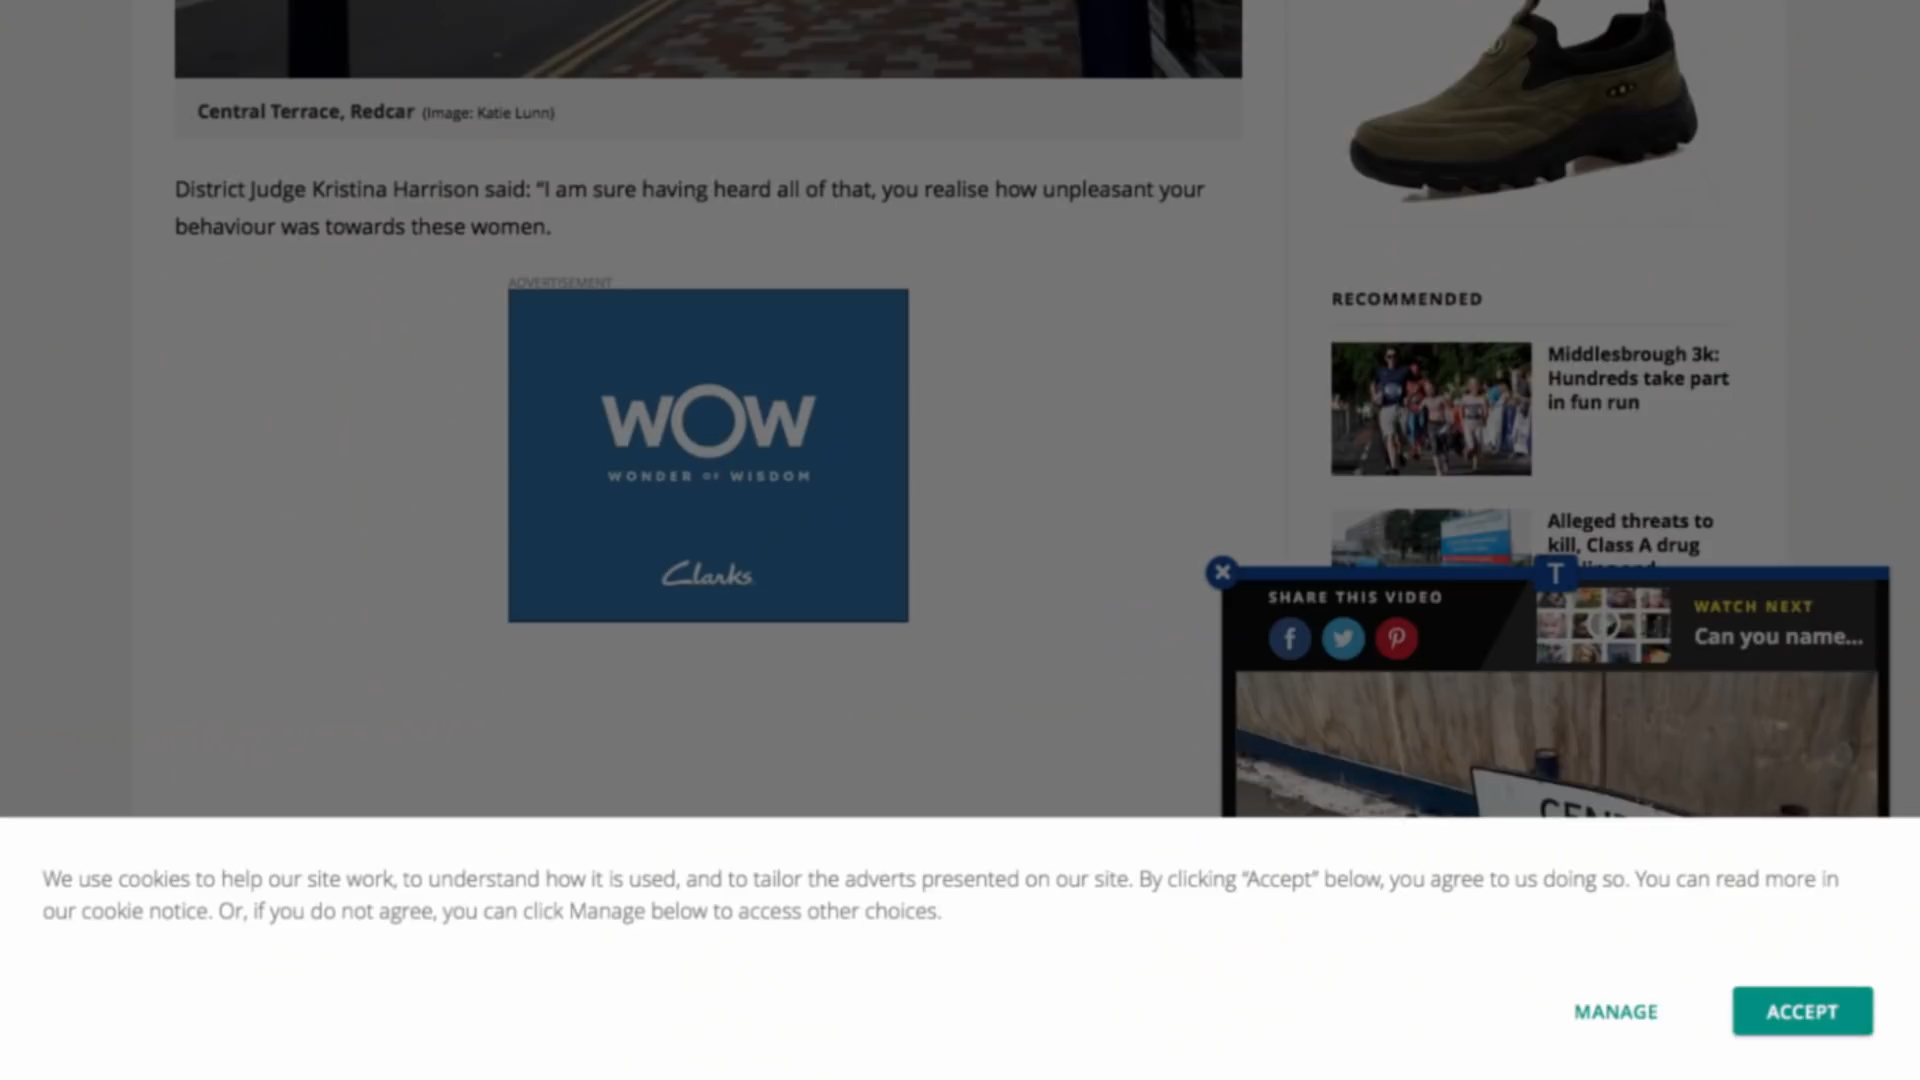 Central Terrace, Redcar (Image: Katie Lunn)
District Judge Kristina Harrison said: "I am sure having heard all of that, you realise how unpleasant your
behaviour was towards these women.
ADVERTISEMENT
WOW
WONDER OF WISDOM
Clarks
RECOMMENDED
Middlesbrough 3k:
Hundreds take part
in fun run
Alleged threats to
kill, Class A drug
T
SHARE THIS VIDEO
WATCH NEXT
Can you name...
We use cookies to help our site work, to understand how it is used, and to tailor the adverts presented on our site. By clicking "Accept" below, you agree to us doing so. You can read more in
our cookie notice. Or, if you do not agree, you can click Manage below to access other choices.
MANAGE
ACCEPT